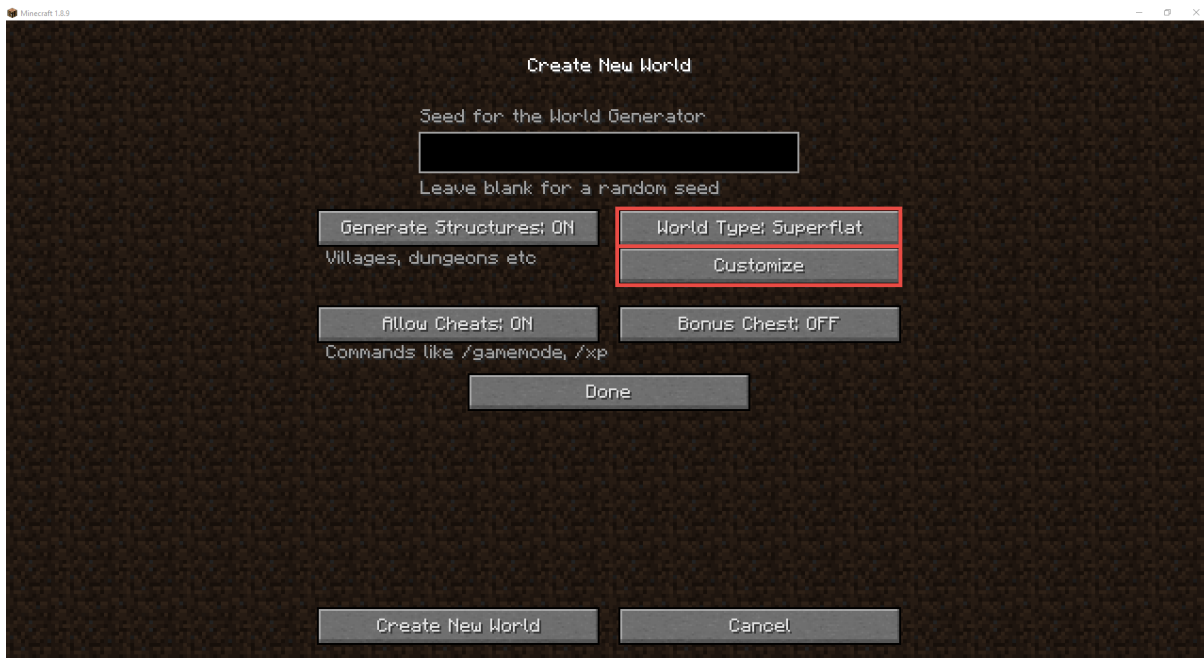 Minecraft 1.8.9
Create New World
Seed for the World Generator
Leave blank for a random seed
Generate Structures: ON
World Type: Superflat
Villages, dungeons etc
Customize
Allow Cheats: ON
Bonus Chest: OFF
Commands like /gamemode, /xp
Done
Create New World
Cancel